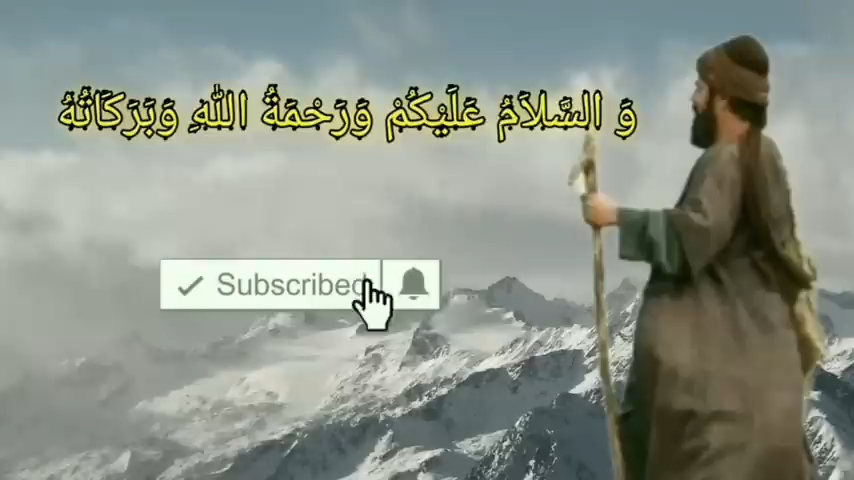 وَ السَّلاَمُ عَلَيْكُمْ وَرَحْمَةُ اللهِ وَبَرَكَاتُهُ
Subscribed